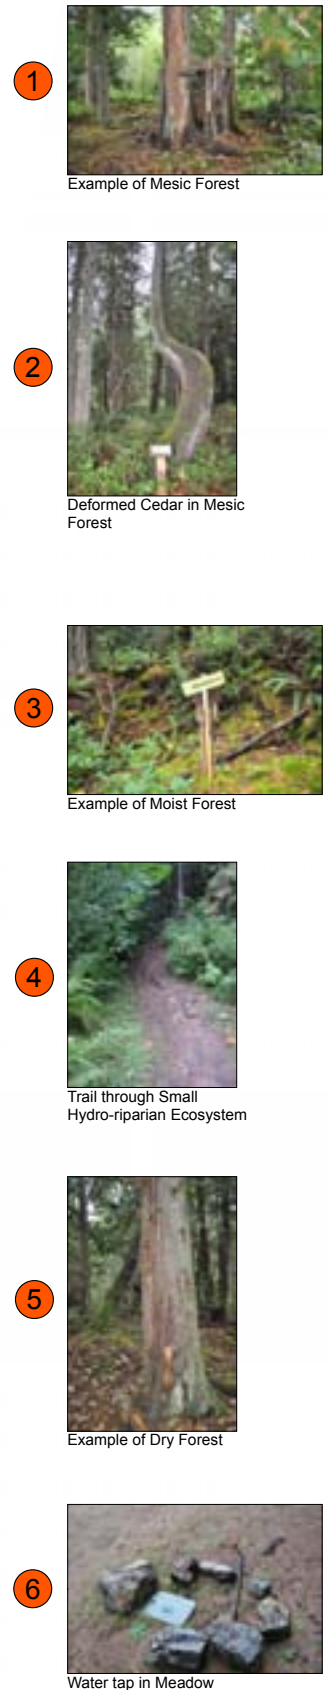 1
Example of Mesic Forest
2
Deformed Cedar in Mesic
Forest
3
Example of Moist Forest
4
Trail through Small
Hydro-riparian Ecosystem
5
Example of Dry Forest
6
Water tap in Meadow